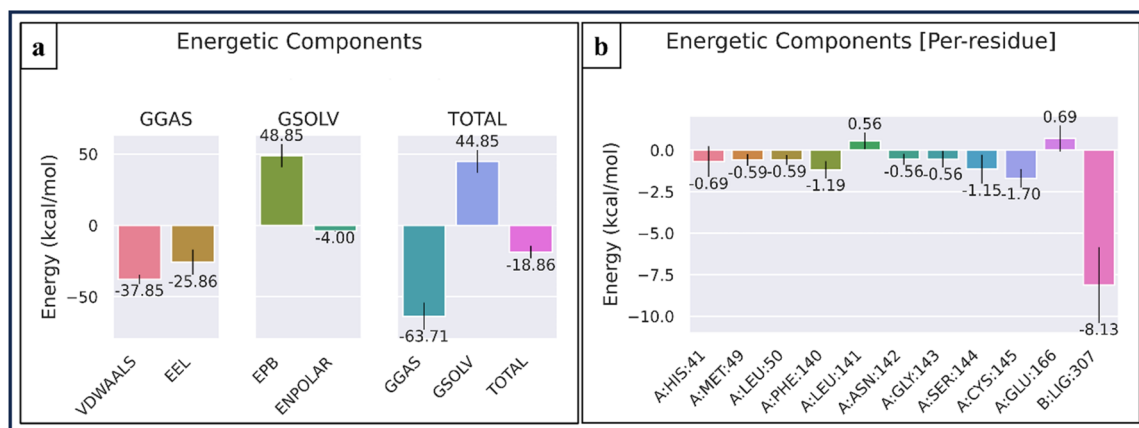 a
Energetic Components
GGAS
GSOLV
TOTAL
Energy (kcal/mol)
50
0
−50
-37.85
-25.86
48.85
-4.00
-63.71
44.85
-18.86
VDWAALS
EEL
EPB
ENPOLAR
GGAS
GSOLV
TOTAL
b
Energetic Components [Per-residue]
Energy (kcal/mol)
0.0
−2.5
−5.0
−7.5
−10.0
-0.69
-0.59
-0.59
-1.19
0.56
-0.56
-0.56
-1.15
-1.70
0.69
-8.13
A:HIS:41
A:MET:49
A:LEU:50
A:PHE:140
A:LEU:141
A:ASN:142
A:GLY:143
A:SER:144
A:CYS:145
A:GLU:166
B:LIG:307